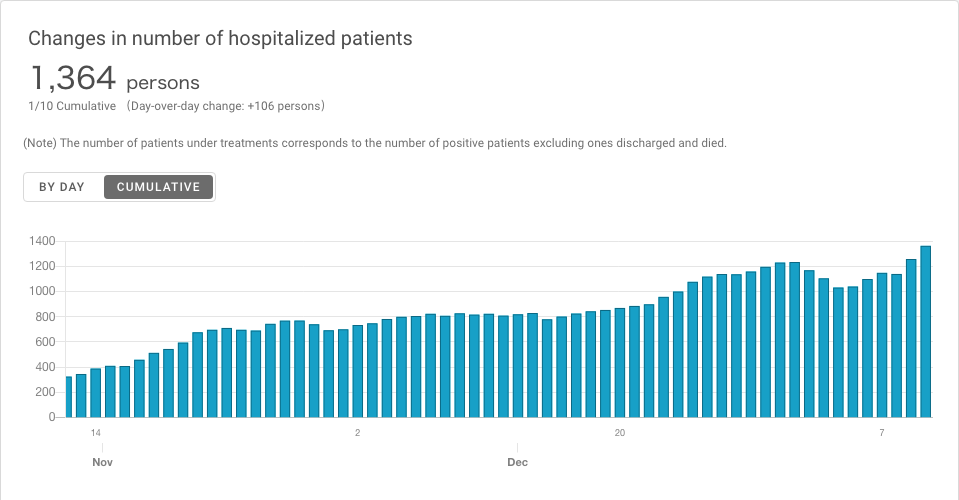 Changes in number of hospitalized patients
1,364 persons
1/10 Cumulative (Day-over-day change: +106 persons)
(Note) The number of patients under treatments corresponds to the number of positive patients excluding ones discharged and died.
BY DAY CUMULATIVE
1400
1200
1000
800
600
400
200
0
14 2 20 7
Nov Dec